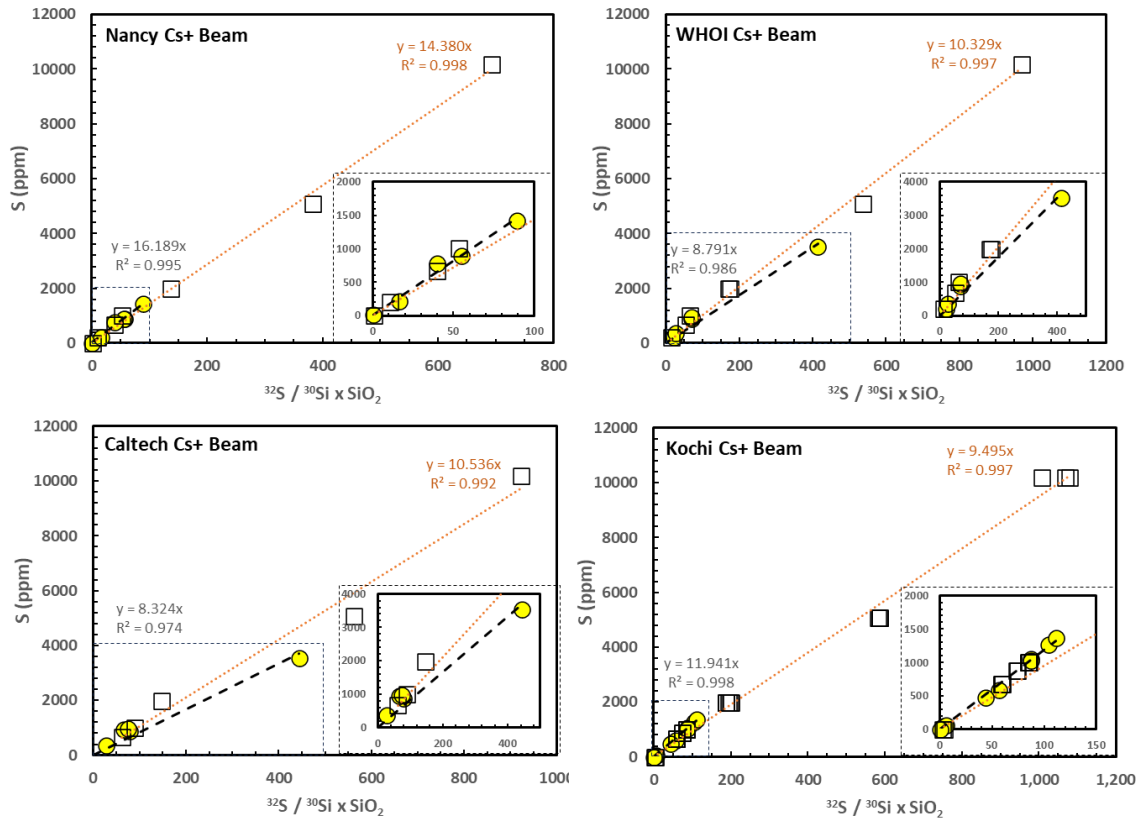 Nancy Cs+ Beam
y = 14.380x
R² = 0.998
y = 16.189x
R² = 0.995
S (ppm)
12000
10000
8000
6000
4000
2000
0
0 200 400 600 800
³²S / ³⁰Si x SiO₂
2000
1500
1000
500
0
0 50 100
WHOI Cs+ Beam
y = 10.329x
R² = 0.997
y = 8.791x
R² = 0.986
S (ppm)
12000
10000
8000
6000
4000
2000
0
0 200 400 600 800 1000 1200
³²S / ³⁰Si x SiO₂
4000
3000
2000
1000
0
0 200 400
Caltech Cs+ Beam
y = 10.536x
R² = 0.992
y = 8.324x
R² = 0.974
S (ppm)
12000
10000
8000
6000
4000
2000
0
0 200 400 600 800 1000
³²S / ³⁰Si x SiO₂
4000
3000
2000
1000
0
0 200 400
Kochi Cs+ Beam
y = 9.495x
R² = 0.997
y = 11.941x
R² = 0.998
S (ppm)
12000
10000
8000
6000
4000
2000
0
0 200 400 600 800 1,000 1,200
³²S / ³⁰Si x SiO₂
2000
1500
1000
500
0
0 50 100 150